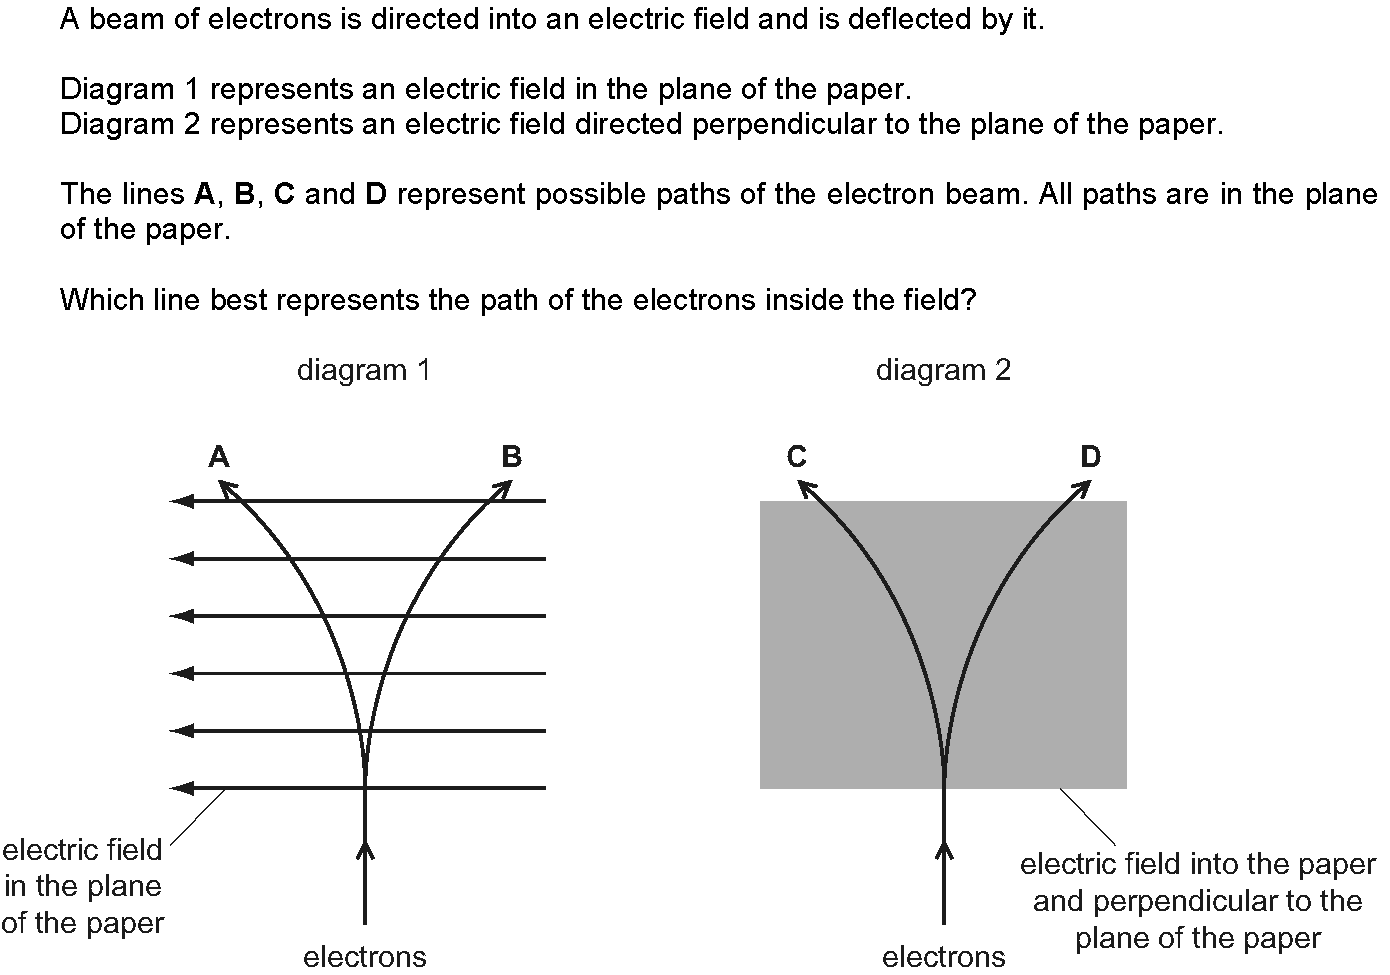 A beam of electrons is directed into an electric field and is deflected by it.
Diagram 1 represents an electric field in the plane of the paper.
Diagram 2 represents an electric field directed perpendicular to the plane of the paper.
The lines A, B, C and D represent possible paths of the electron beam. All paths are in the plane
of the paper.
Which line best represents the path of the electrons inside the field?
diagram 1
A
B
electric field
in the plane
of the paper
electrons
diagram 2
C
D
electric field into the paper
and perpendicular to the
plane of the paper
electrons